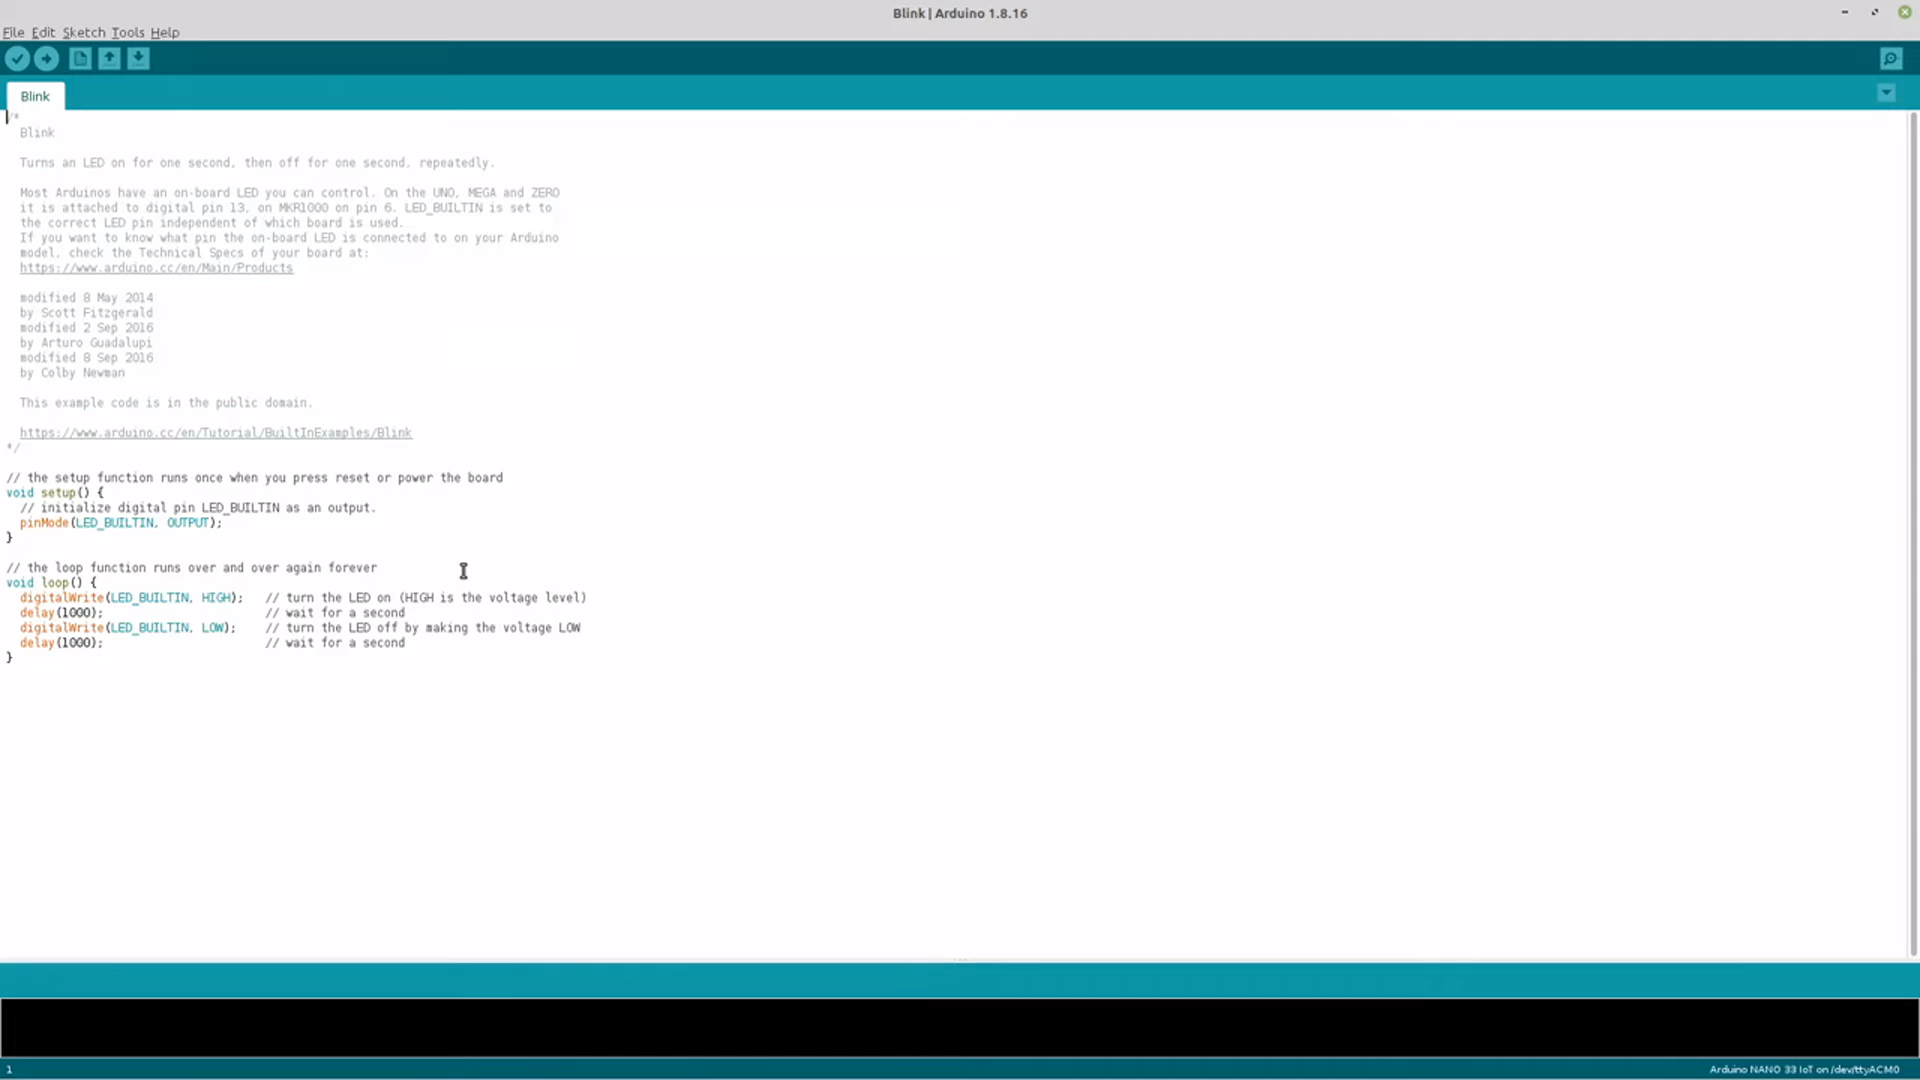 Blink | Arduino 1.8.16
File Edit Sketch Tools Help
Blink
/*
  Blink

  Turns an LED on for one second, then off for one second, repeatedly.

  Most Arduinos have an on-board LED you can control. On the UNO, MEGA and ZERO
  it is attached to digital pin 13, on MKR1000 on pin 6. LED_BUILTIN is set to
  the correct LED pin independent of which board is used.
  If you want to know what pin the on-board LED is connected to on your Arduino
  model, check the Technical Specs of your board at:
  https://www.arduino.cc/en/Main/Products

  modified 8 May 2014
  by Scott Fitzgerald
  modified 2 Sep 2016
  by Arturo Guadalupi
  modified 8 Sep 2016
  by Colby Newman

  This example code is in the public domain.

  https://www.arduino.cc/en/Tutorial/BuiltInExamples/Blink
*/

// the setup function runs once when you press reset or power the board
void setup() {
  // initialize digital pin LED_BUILTIN as an output.
  pinMode(LED_BUILTIN, OUTPUT);
}

// the loop function runs over and over again forever
void loop() {
  digitalWrite(LED_BUILTIN, HIGH);   // turn the LED on (HIGH is the voltage level)
  delay(1000);                       // wait for a second
  digitalWrite(LED_BUILTIN, LOW);    // turn the LED off by making the voltage LOW
  delay(1000);                       // wait for a second
}
1
Arduino NANO 33 IoT on /dev/ttyACM0